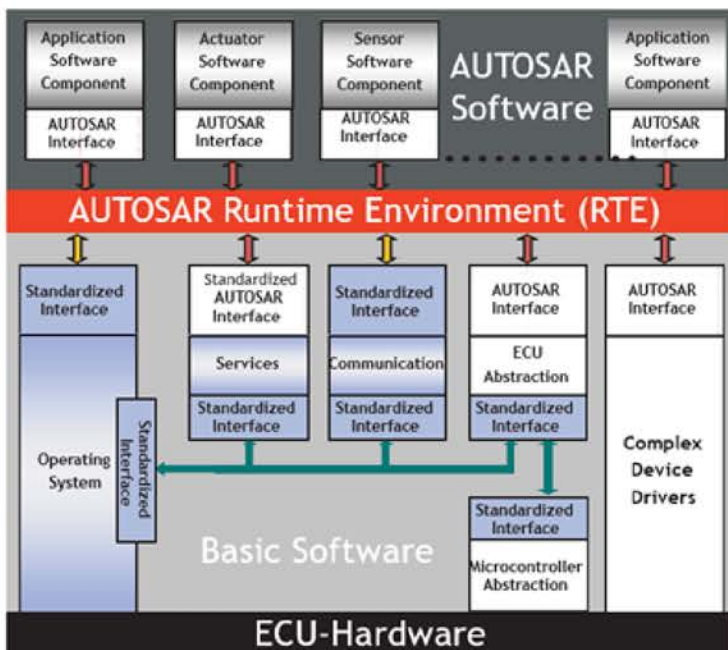 Application
Software
Component
AUTOSAR
Interface
Actuator
Software
Component
AUTOSAR
Interface
Sensor
Software
Component
AUTOSAR
Interface
AUTOSAR
Software
Application
Software
Component
AUTOSAR
Interface
AUTOSAR Runtime Environment (RTE)
Standardized
Interface
Operating
System
Standardized
Interface
Standardized
AUTOSAR
Interface
Services
Standardized
Interface
Standardized
Interface
Communication
Standardized
Interface
AUTOSAR
Interface
ECU
Abstraction
Standardized
Interface
Standardized
Interface
Microcontroller
Abstraction
AUTOSAR
Interface
Complex
Device
Drivers
Basic Software
ECU-Hardware